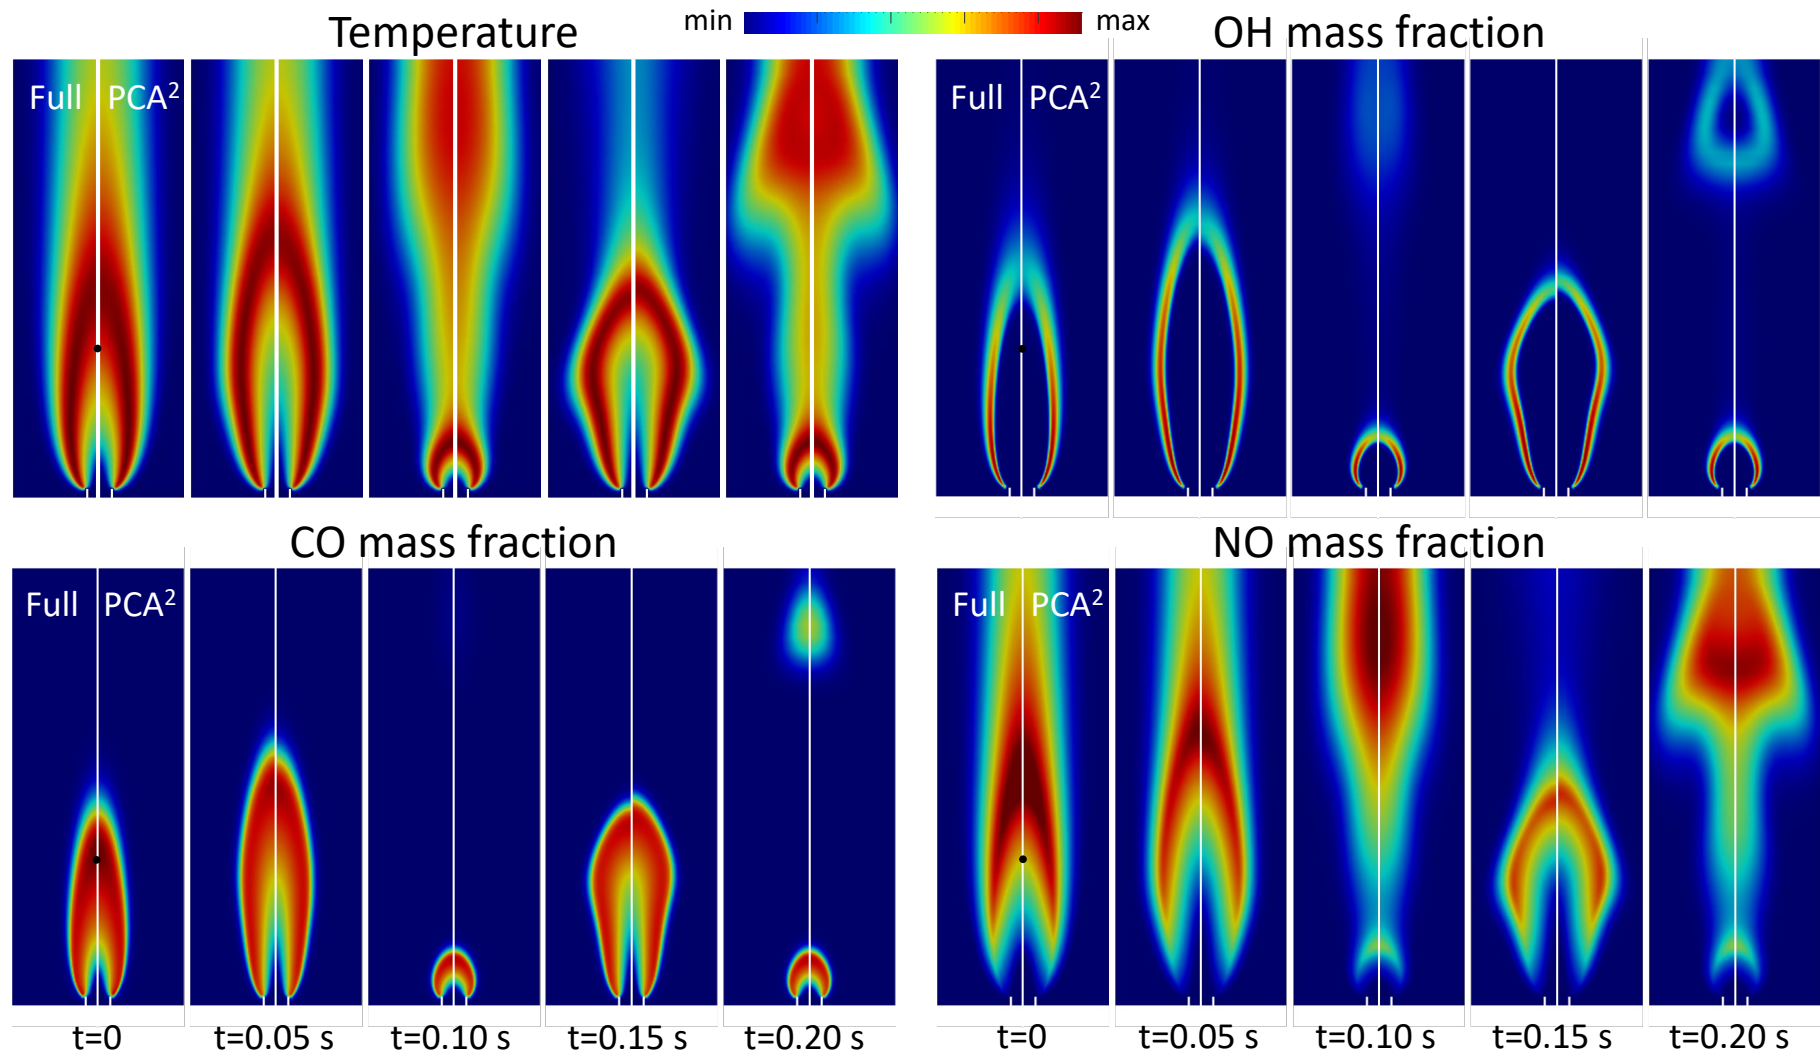 Temperature
min max
OH mass fraction
Full PCA²
Full PCA²
CO mass fraction
NO mass fraction
Full PCA²
Full PCA²
t=0 t=0.05 s t=0.10 s t=0.15 s t=0.20 s
t=0 t=0.05 s t=0.10 s t=0.15 s t=0.20 s